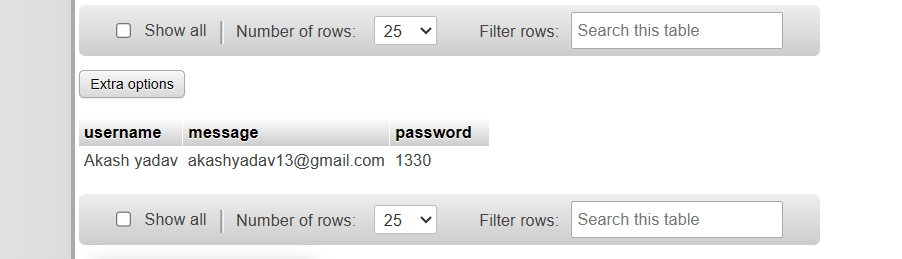 Show all Number of rows: 25 Filter rows: Search this table
Extra options
username message password
Akash yadav akashyadav13@gmail.com 1330
Show all Number of rows: 25 Filter rows: Search this table